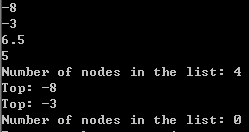 -8
-3
6.5
5
Number of nodes in the list: 4
Top: -8
Top: -3
Number of nodes in the list: 0